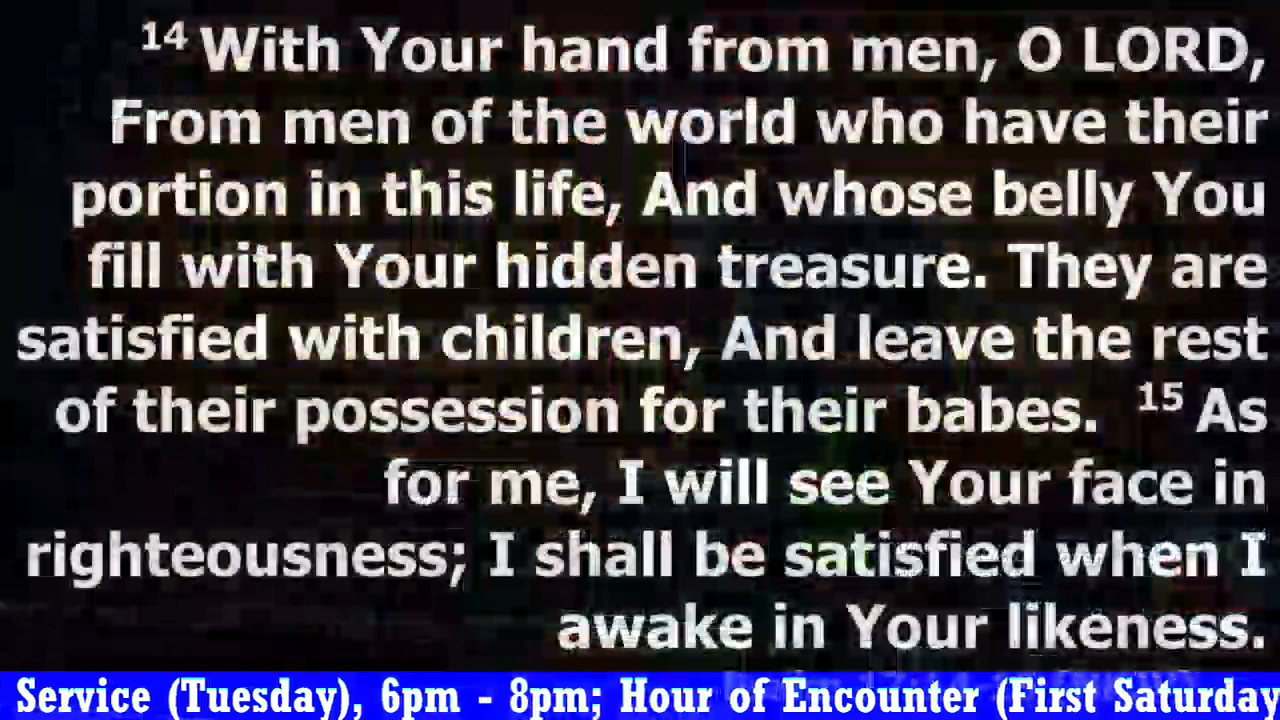 14 With Your hand from men, O LORD,
From men of the world who have their
portion in this life, And whose belly You
fill with Your hidden treasure. They are
satisfied with children, And leave the rest
of their possession for their babes. 15 As
for me, I will see Your face in
righteousness; I shall be satisfied when I
awake in Your likeness.
Service (Tuesday), 6pm - 8pm; Hour of Encounter (First Saturday